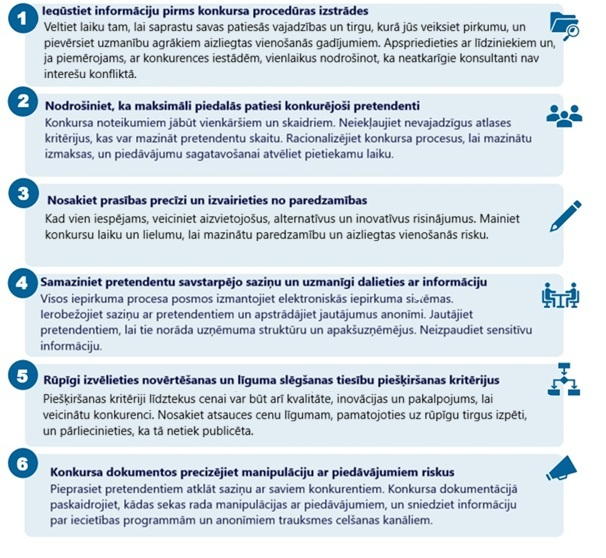 1
Iegūstiet informāciju pirms konkursa procedūras izstrādes
Veltiet laiku tam, lai saprastu savas patiesās vajadzības un tirgu, kurā jūs veiksiet pirkumu, un
pievērsiet uzmanību agrākiem aizliegtas vienošanās gadījumiem. Apspriedieties ar līdziniekiem un,
ja piemērojams, ar konkurences iestādēm, vienlaikus nodrošinot, ka neatkarīgie konsultanti nav
interešu konfliktā.
2
Nodrošiniet, ka maksimāli piedalās patiesi konkurējoši pretendenti
Konkursa noteikumiem jābūt vienkāršiem un skaidriem. Neiekļaujiet nevajadzīgus atlases
kritērijus, kas var mazināt pretendentu skaitu. Racionalizējiet konkursa procesus, lai mazinātu
izmaksas, un piedāvājumu sagatavošanai atvēliet pietiekamu laiku.
3
Nosakiet prasības precīzi un izvairieties no paredzamības
Kad vien iespējams, veiciniet aizvietojošus, alternatīvus un inovatīvus risinājumus. Mainiet
konkursu laiku un lielumu, lai mazinātu paredzamību un aizliegtas vienošanās risku.
4
Samaziniet pretendentu savstarpējo saziņu un uzmanīgi dalieties ar informāciju
Visos iepirkuma procesa posmos izmantojiet elektroniskās iepirkuma sistēmas.
Ierobežojiet saziņu ar pretendentiem un apstrādājiet jautājumus anonīmi. Jautājiet
pretendentiem, lai tie norāda uzņēmuma struktūru un apakšuzņēmējus. Neizpaudiet sensitīvu
informāciju.
5
Rūpīgi izvēlieties novērtēšanas un līguma slēgšanas tiesību piešķiršanas kritērijus
Piešķiršanas kritēriji līdztekus cenai var būt arī kvalitāte, inovācijas un pakalpojums, lai
veicinātu konkurenci. Nosakiet atsauces cenu līgumam, pamatojoties uz rūpīgu tirgus izpēti,
un pārliecinieties, ka tā netiek publicēta.
6
Konkursa dokumentos precizējiet manipulāciju ar piedāvājumiem riskus
Pieprasiet pretendentiem atklāt saziņu ar saviem konkurentiem. Konkursa dokumentācijā
paskaidrojiet, kādas sekas rada manipulācijas ar piedāvājumiem, un sniedziet informāciju
par iecietības programmām un anonīmiem trauksmes celšanas kanāliem.